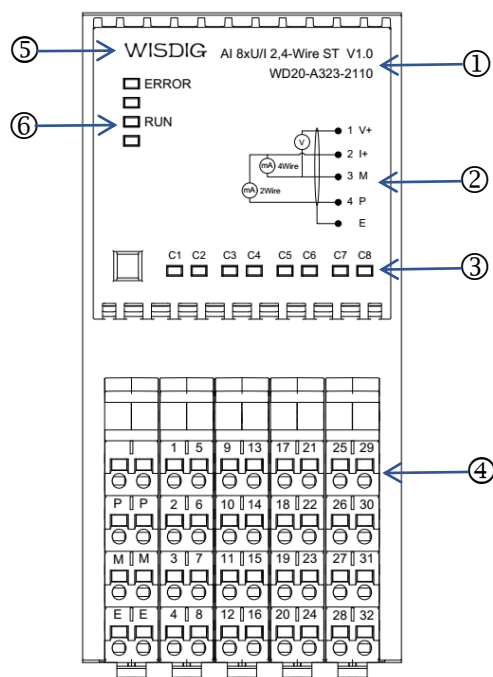 ⑤ WISDIG AI 8xU/I 2,4-Wire ST V1.0 ①
WD20-A323-2110
ERROR
⑥ RUN
1 V+
V
2 I+
mA 4Wire
3 M ②
mA 2Wire
4 P
E
C1 C2 C3 C4 C5 C6 C7 C8 ③
1 5 9 13 17 21 25 29 ④
P P 2 6 10 14 18 22 26 30
M M 3 7 11 15 19 23 27 31
E E 4 8 12 16 20 24 28 32